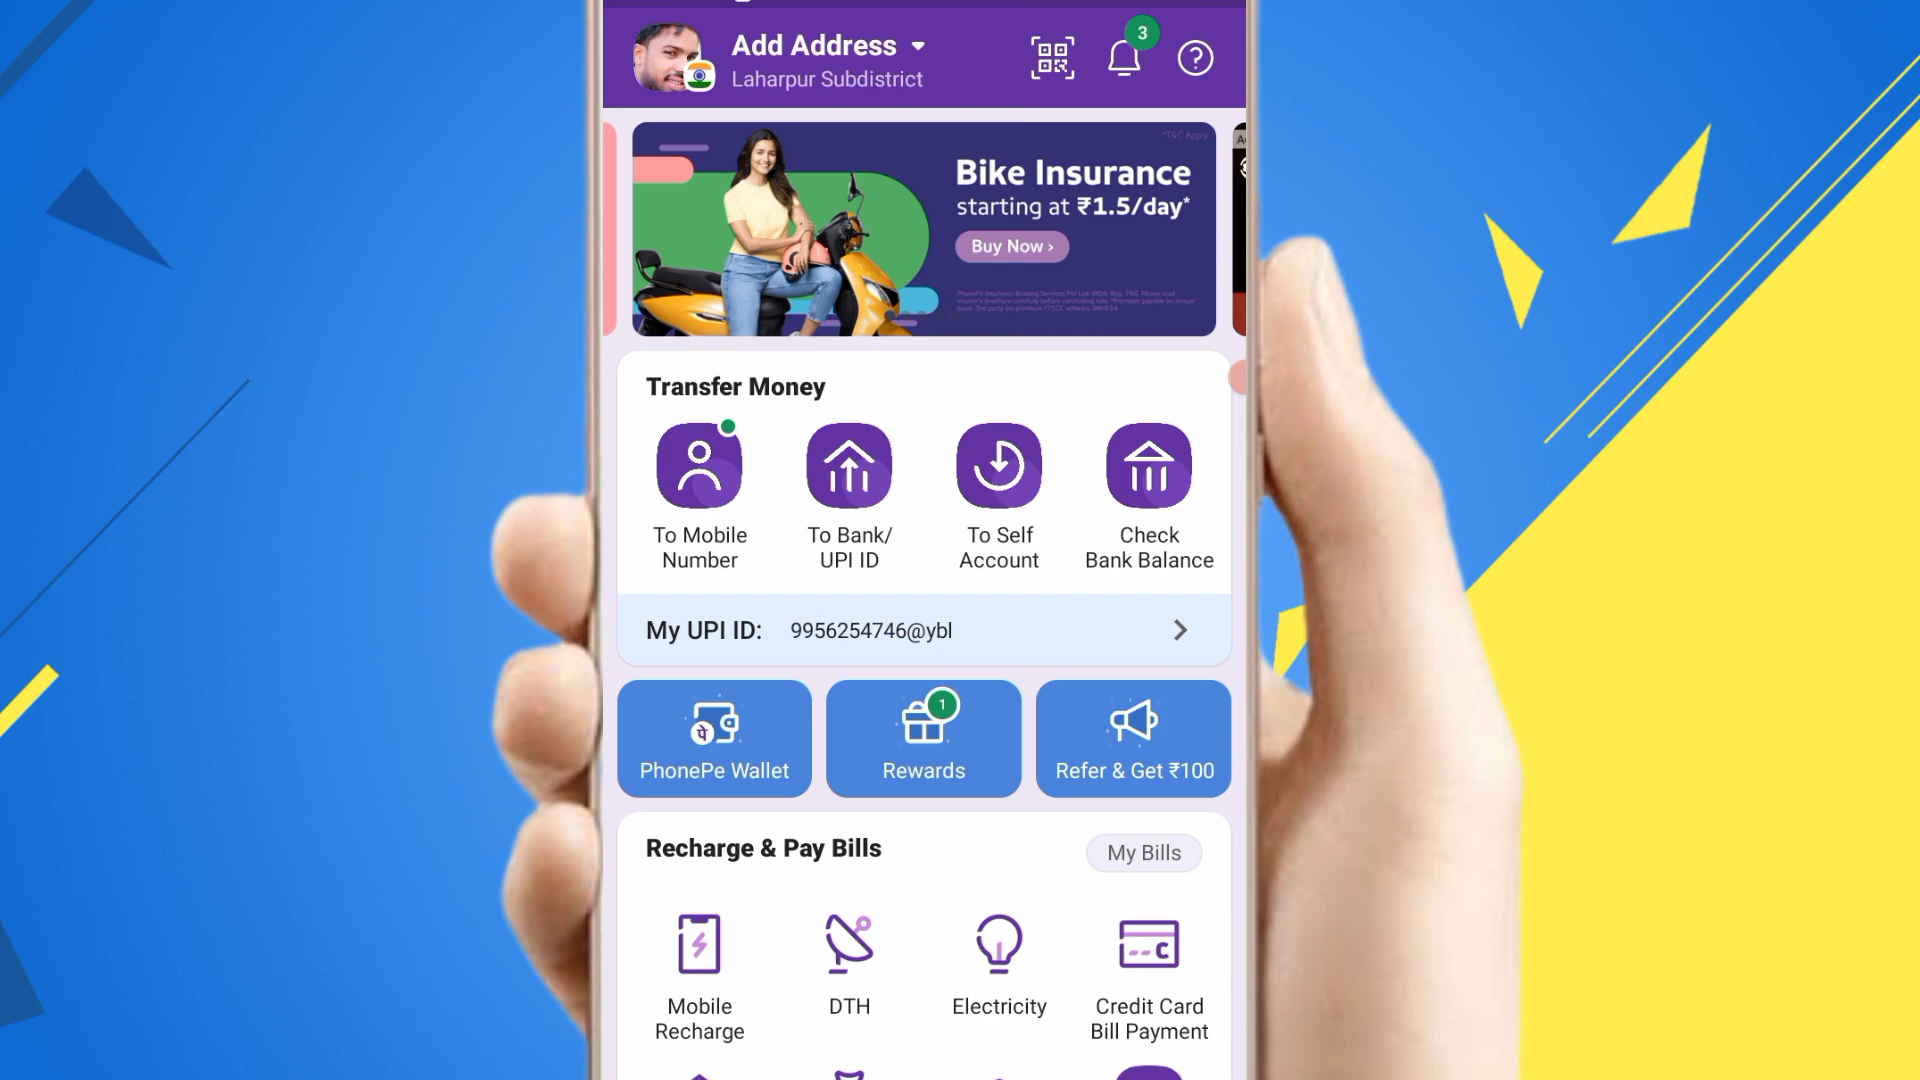 Add Address
3
Laharpur Subdistrict
*T&C Apply
Bike Insurance
starting at ₹1.5/day*
Buy Now ›
Transfer Money
To Mobile Number
To Bank/ UPI ID
To Self Account
Check Bank Balance
My UPI ID: 9956254746@ybl
पे
1
PhonePe Wallet
Rewards
Refer & Get ₹100
Recharge & Pay Bills
My Bills
C
Mobile Recharge
DTH
Electricity
Credit Card Bill Payment